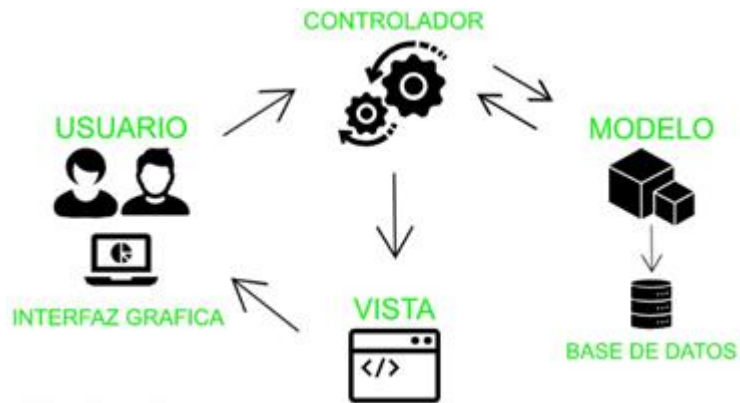 CONTROLADOR
USUARIO
MODELO
INTERFAZ GRAFICA
VISTA
</>
BASE DE DATOS